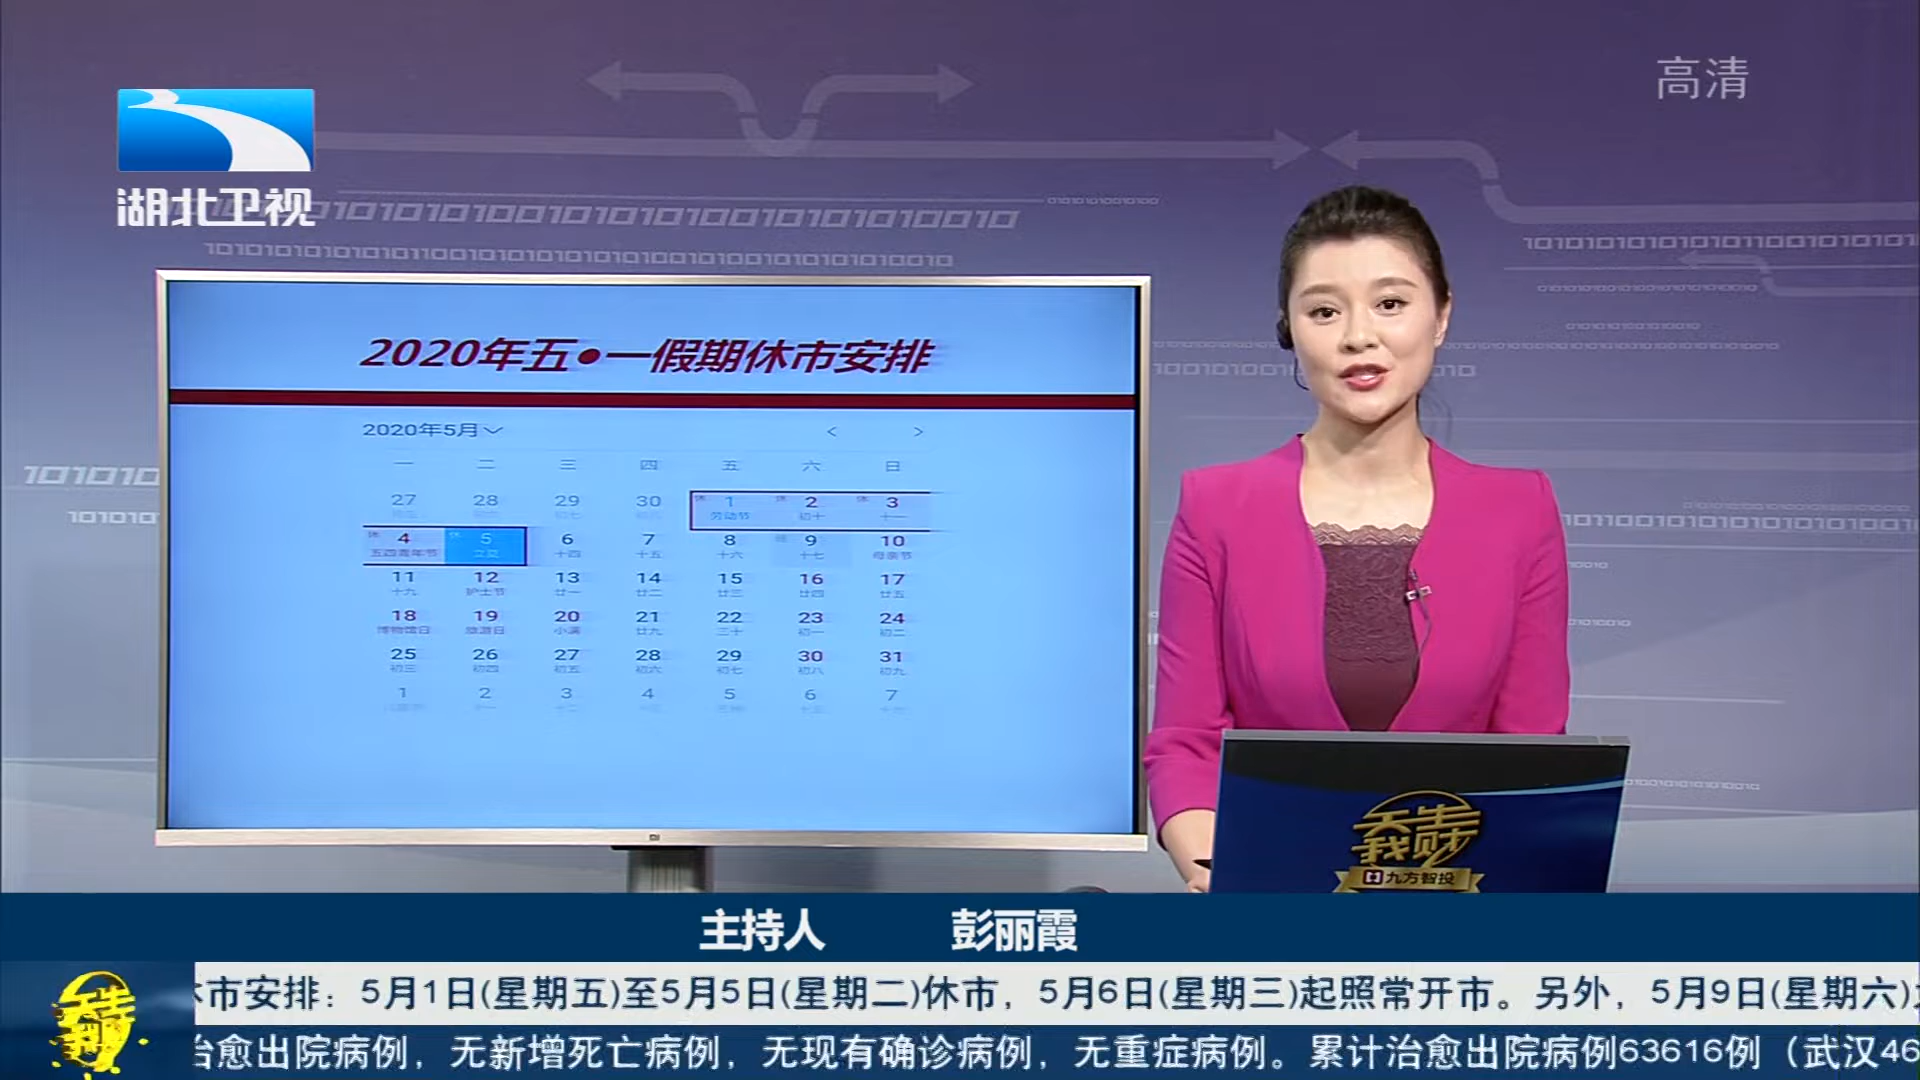 高清
湖北卫视
2020年五•一假期休市安排
2020年5月
一 二 三 四 五 六 日
27 28 29 30 休 1 休 2 休 3
劳动节 初十 十一
休 4 休 5 6 7 8 9 10
五四青年节 立夏 十四 十五 十六 十七 母亲节
11 12 13 14 15 16 17
十九 护士节 廿一 廿二 廿三 廿四 廿五
18 19 20 21 22 23 24
博物馆日 旅游日 小满 廿九 三十 初一 初二
25 26 27 28 29 30 31
初三 初四 初五 初六 初七 初八 初九
1 2 3 4 5 6 7
天生我财
九方智投
主持人 彭丽霞
市安排：5月1日(星期五)至5月5日(星期二)休市，5月6日(星期三)起照常开市。另外，5月9日(星期六)
治愈出院病例，无新增死亡病例，无现有确诊病例，无重症病例。累计治愈出院病例63616例（武汉46